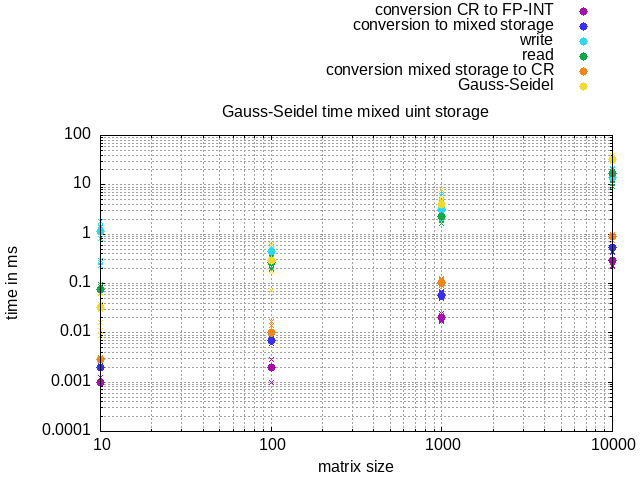 conversion CR to FP-INT
conversion to mixed storage
write
read
conversion mixed storage to CR
Gauss-Seidel
Gauss-Seidel time mixed uint storage
100
10
1
0.1
0.01
0.001
0.0001
time in ms
10 100 1000 10000
matrix size